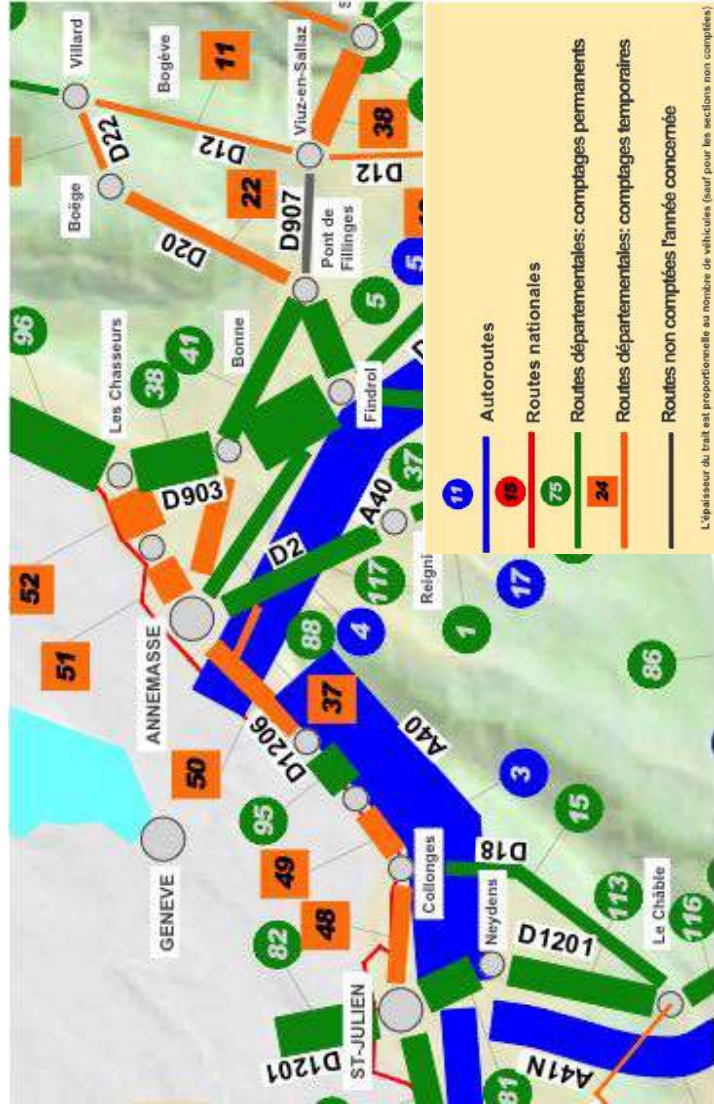 Villard
Bogève
11
D22
D12
Viuz-en-Sallaz
38
D12
Boëge
22
D20
D907
Pont de
Fillinges
5
5
96
Les Chasseurs
38
41
Bonne
Findrol
D903
37
A40
D2
Reigni
117
1
17
52
51
ANNEMASSE
88
4
86
50
37
D1206
A40
3
GENEVE
95
49
48
Collonges
D18
15
82
Neydens
113
D1201
Le Châble
116
ST-JULIEN
D1201
A41N
81
11
Autoroutes
15
Routes nationales
75
Routes départementales: comptages permanents
24
Routes départementales: comptages temporaires
Routes non comptées l'année concernée
L'épaisseur du trait est proportionnelle au nombre de véhicules (sauf pour les sections non comptées)